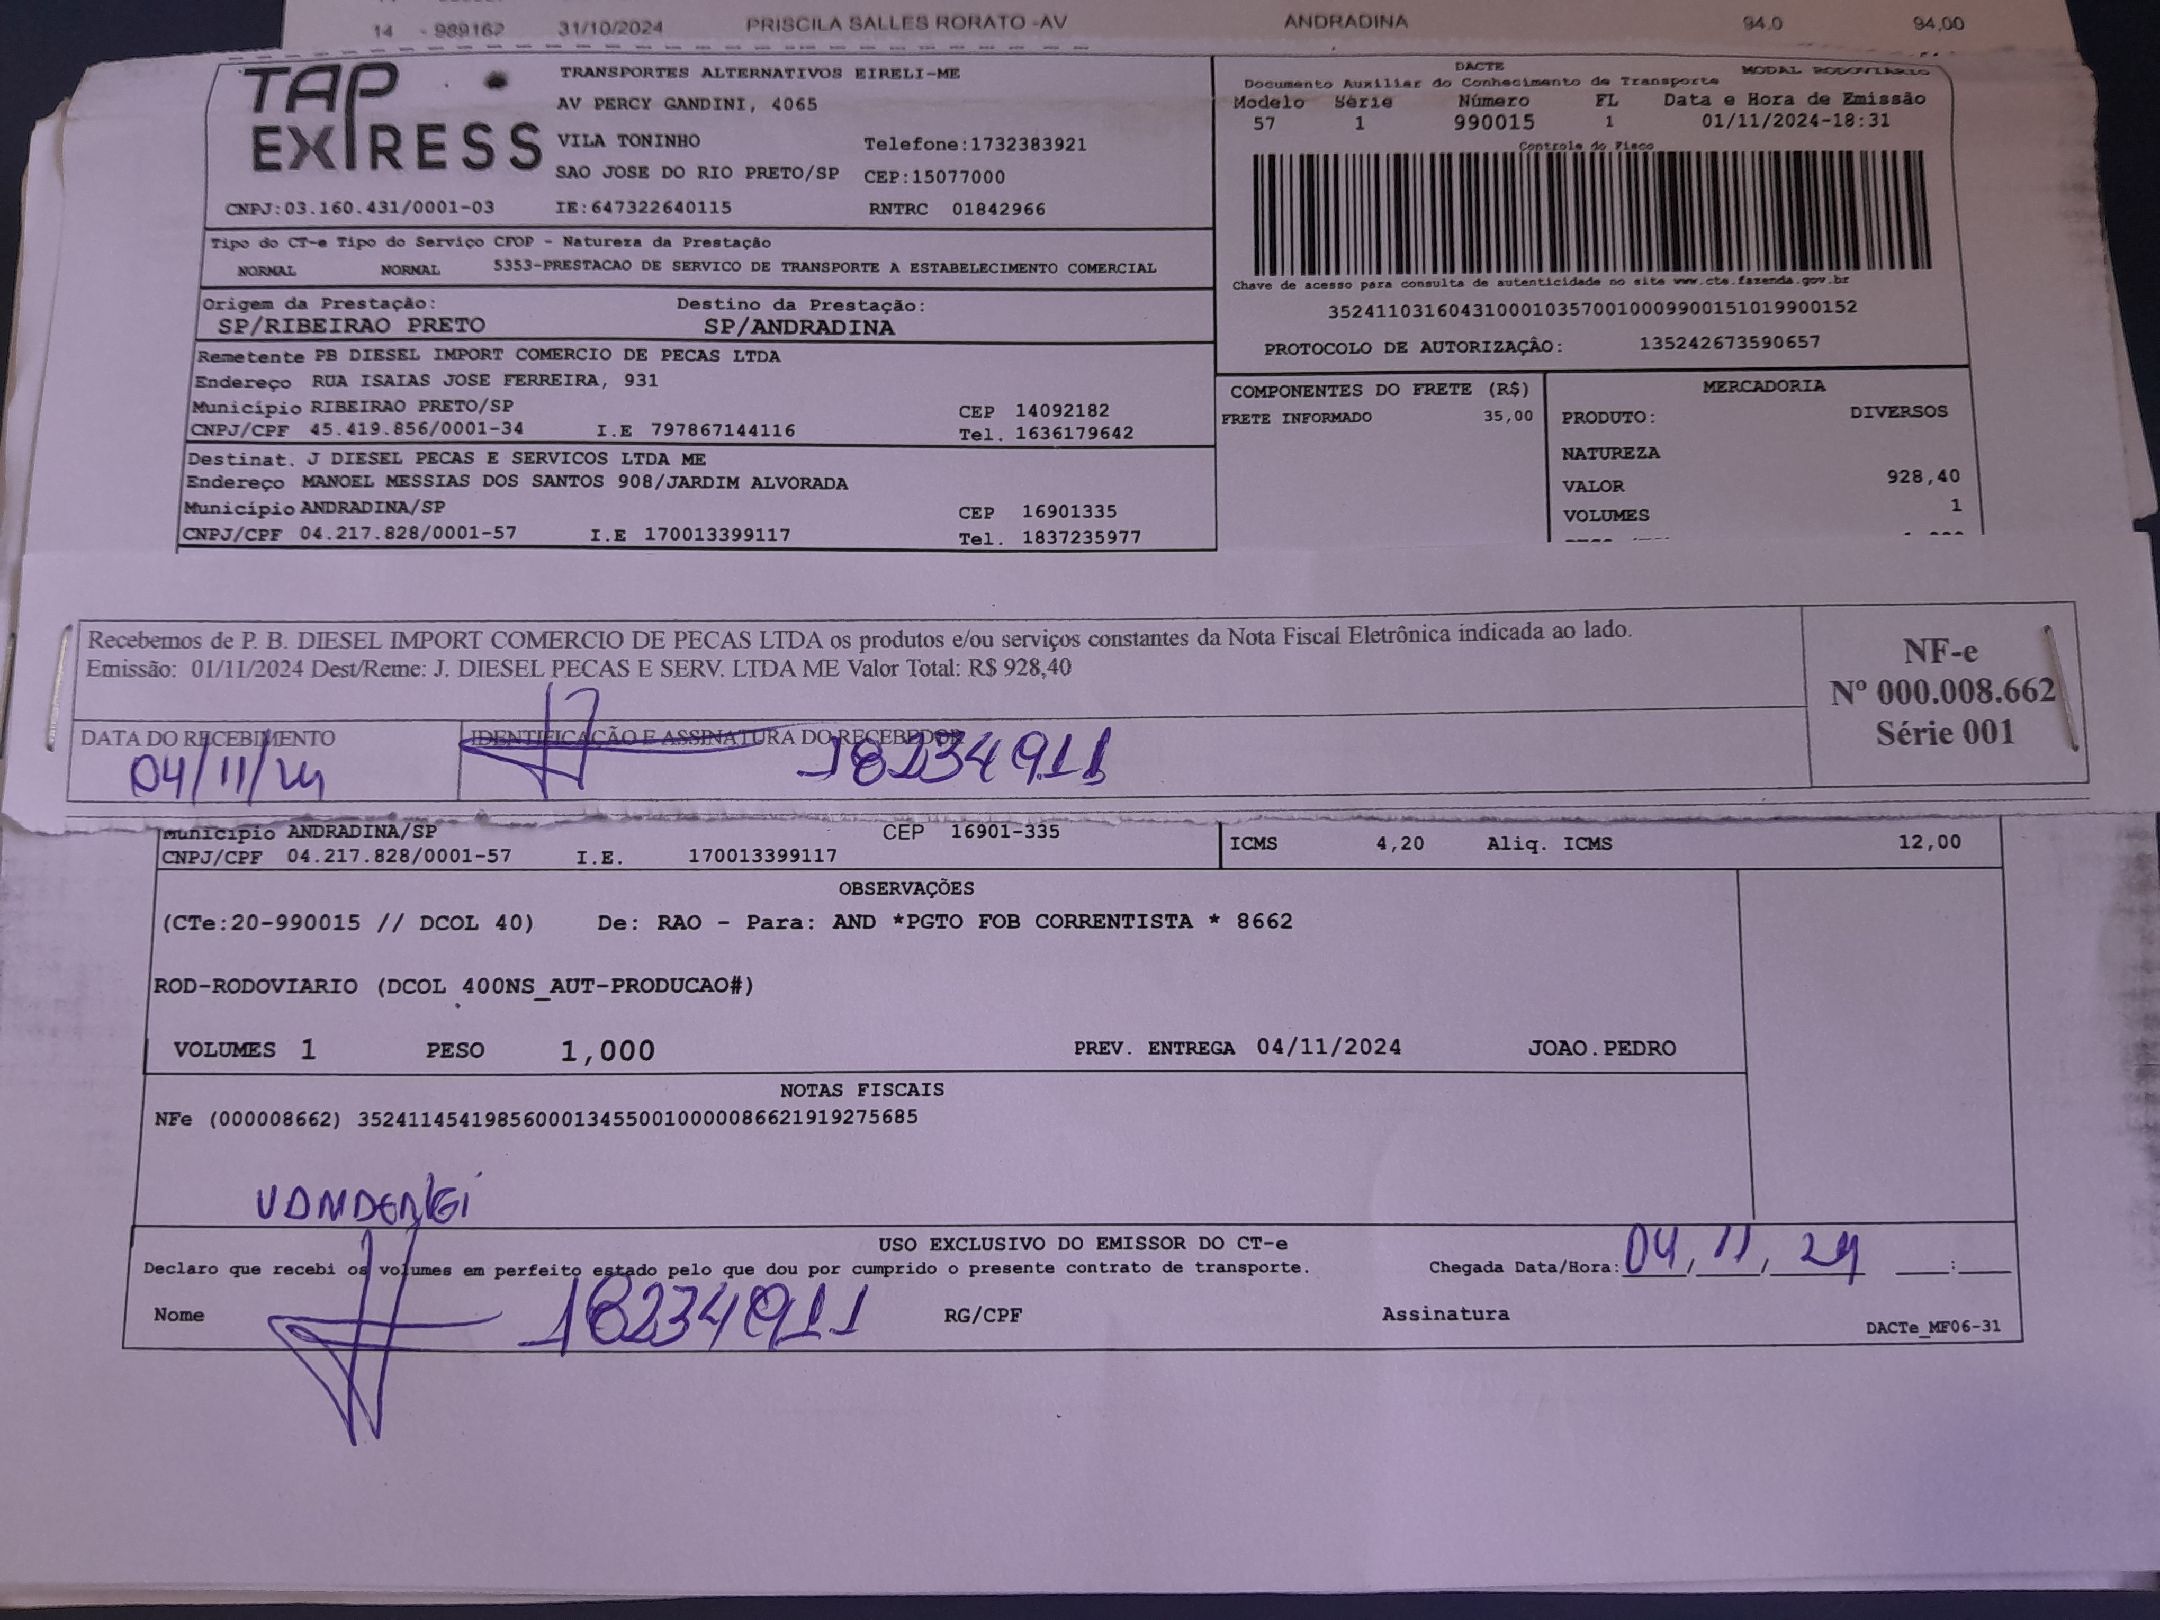 14 - 989162 31/10/2024 PRISCILA SALLES RORATO -AV ANDRADINA 94.0 94,00
TAP EXPRESS
TRANSPORTES ALTERNATIVOS EIRELI-ME
AV PERCY GANDINI, 4065
VILA TONINHO Telefone:1732383921
SAO JOSE DO RIO PRETO/SP CEP:15077000
CNPJ:03.160.431/0001-03 IE:647322640115 RNTRC 01842966
DACTE MODAL RODOVIARIO
Documento Auxiliar do Conhecimento de Transporte
Modelo Série Número FL Data e Hora de Emissão
57 1 990015 1 01/11/2024-18:31
Controle do Fisco
Chave de acesso para consulta de autenticidade no site www.cte.fazenda.gov.br
35241103160431000103570010009900151019900152
PROTOCOLO DE AUTORIZAÇÃO: 135242673590657
Tipo do CT-e Tipo do Serviço CFOP - Natureza da Prestação
NORMAL NORMAL 5353-PRESTACAO DE SERVICO DE TRANSPORTE A ESTABELECIMENTO COMERCIAL
Origem da Prestação: Destino da Prestação:
SP/RIBEIRAO PRETO SP/ANDRADINA
Remetente PB DIESEL IMPORT COMERCIO DE PECAS LTDA
Endereço RUA ISAIAS JOSE FERREIRA, 931
Município RIBEIRAO PRETO/SP CEP 14092182
CNPJ/CPF 45.419.856/0001-34 I.E 797867144116 Tel. 1636179642
Destinat. J DIESEL PECAS E SERVICOS LTDA ME
Endereço MANOEL MESSIAS DOS SANTOS 908/JARDIM ALVORADA
Município ANDRADINA/SP CEP 16901335
CNPJ/CPF 04.217.828/0001-57 I.E 170013399117 Tel. 1837235977
COMPONENTES DO FRETE (R$)
FRETE INFORMADO 35,00
MERCADORIA
PRODUTO: DIVERSOS
NATUREZA
VALOR 928,40
VOLUMES 1
Recebemos de P. B. DIESEL IMPORT COMERCIO DE PECAS LTDA os produtos e/ou serviços constantes da Nota Fiscal Eletrônica indicada ao lado.
Emissão: 01/11/2024 Dest/Reme: J. DIESEL PECAS E SERV. LTDA ME Valor Total: R$ 928,40
NF-e
Nº 000.008.662
Série 001
DATA DO RECEBIMENTO IDENTIFICAÇÃO E ASSINATURA DO RECEBEDOR
04/11/24 18234911
Município ANDRADINA/SP CEP 16901-335
CNPJ/CPF 04.217.828/0001-57 I.E. 170013399117
ICMS 4,20 Aliq. ICMS 12,00
OBSERVAÇÕES
(CTe:20-990015 // DCOL 40) De: RAO - Para: AND *PGTO FOB CORRENTISTA * 8662
ROD-RODOVIARIO (DCOL 400NS_AUT-PRODUCAO#)
VOLUMES 1 PESO 1,000 PREV. ENTREGA 04/11/2024 JOAO.PEDRO
NOTAS FISCAIS
NFe (000008662) 35241145419856000134550010000086621919275685
VANDERLEI
USO EXCLUSIVO DO EMISSOR DO CT-e
Declaro que recebi os volumes em perfeito estado pelo que dou por cumprido o presente contrato de transporte. Chegada Data/Hora: 04, 11, 24 :
Nome 18234911 RG/CPF Assinatura
DACTe_MF06-31